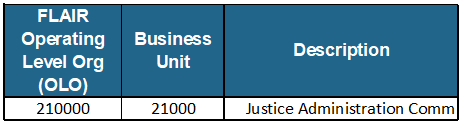 FLAIR
Operating
Level Org
(OLO)
Business
Unit
Description
210000 21000 Justice Administration Comm